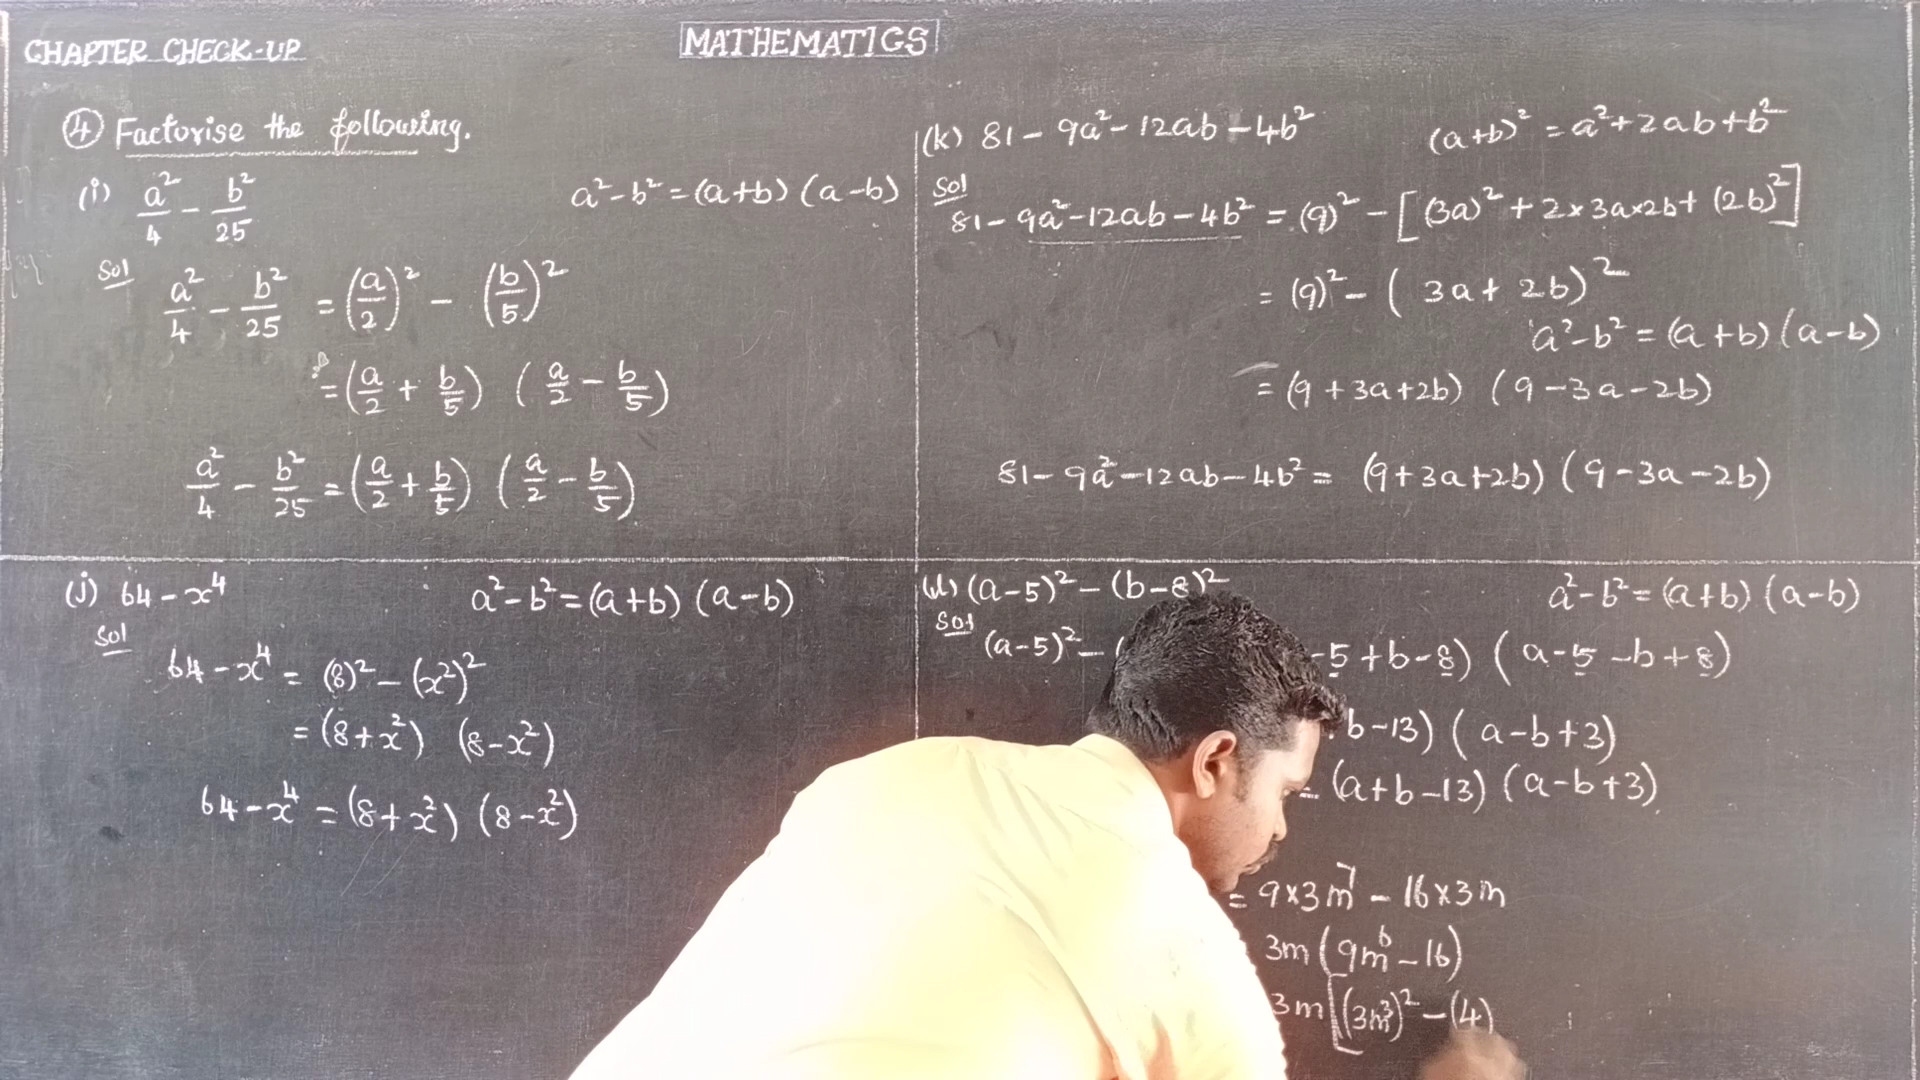 CHAPTER CHECK-UP
MATHEMATICS
④ Factorise the following.
(i) a²/4 - b²/25
a²-b²=(a+b) (a-b)
Sol
a²/4 - b²/25 = (a/2)² - (b/5)²
= (a/2 + b/5) (a/2 - b/5)
a²/4 - b²/25 = (a/2 + b/5) (a/2 - b/5)
(k) 81 - 9a² - 12ab - 4b²
(a+b)² = a²+2ab+b²
Sol
81 - 9a² - 12ab - 4b² = (9)² - [(3a)² + 2×3a×2b + (2b)²]
= (9)² - (3a + 2b)²
a²-b² = (a+b) (a-b)
= (9+3a+2b) (9-3a-2b)
81 - 9a² - 12ab - 4b² = (9+3a+2b) (9-3a-2b)
(j) 64 - x⁴
a²-b²=(a+b) (a-b)
Sol
64 - x⁴ = (8)² - (x²)²
= (8+x²) (8-x²)
64 - x⁴ = (8+x²) (8-x²)
(a-5)² - (b-8)²
a²-b²=(a+b) (a-b)
Sol
(a-5)² - ( -5+b-8) (a-5-b+8)
b-13) (a-b+3)
= (a+b-13) (a-b+3)
= 9×3m⁷ - 16×3m
3m (9m⁶ - 16)
3m [(3m³)² - (4)